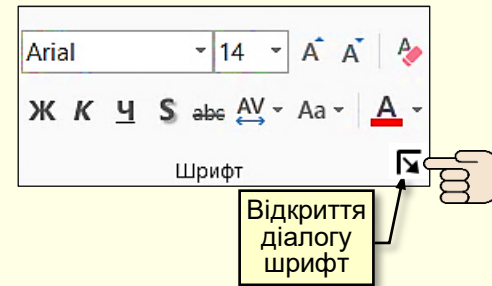 Arial 14 A A A
Ж К Ч S abc AV Aa A
Шрифт
Відкриття
діалогу
шрифт